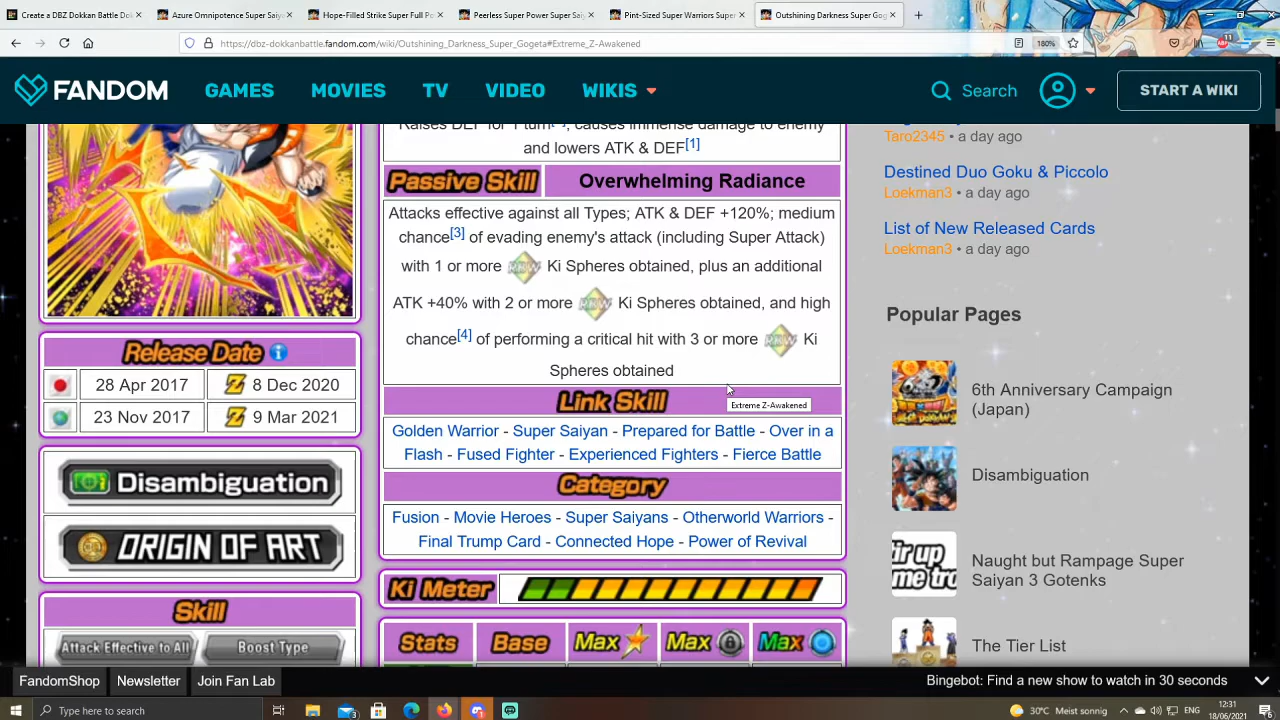 Create a DBZ Dokkan Battle C
Azure Omnipotence Super Saiy
Hope-Filled Strike Super Full Po
Peerless Super Power Super Sai
Pint-Sized Super Warriors Super
Outshining Darkness Super Gog
https://dbz-dokkanbattle.fandom.com/wiki/Outshining_Darkness_Super_Gogeta#Extreme_Z-Awakened
180%
11
FANDOM
GAMES
MOVIES
TV
VIDEO
WIKIS
Search
START A WIKI
Raises DEF for 1 turn
, causes immense damage to enemy
and lowers ATK & DEF[1]
Passive Skill
Overwhelming Radiance
Attacks effective against all Types; ATK & DEF +120%; medium
chance[3] of evading enemy's attack (including Super Attack)
with 1 or more RBW Ki Spheres obtained, plus an additional
ATK +40% with 2 or more RBW Ki Spheres obtained, and high
chance[4] of performing a critical hit with 3 or more RBW Ki
Spheres obtained
Extreme Z-Awakened
Link Skill
Golden Warrior - Super Saiyan - Prepared for Battle - Over in a
Flash - Fused Fighter - Experienced Fighters - Fierce Battle
Category
Fusion - Movie Heroes - Super Saiyans - Otherworld Warriors -
Final Trump Card - Connected Hope - Power of Revival
Ki Meter
Stats
Base
Max
Max
Max
Release Date
28 Apr 2017
Z 8 Dec 2020
23 Nov 2017
Z 9 Mar 2021
Disambiguation
ORIGIN OF ART
Skill
Attack Effective to All
Boost Type
Taro2345 • a day ago
Destined Duo Goku & Piccolo
Loekman3 • a day ago
List of New Released Cards
Loekman3 • a day ago
Popular Pages
6th Anniversary Campaign
(Japan)
Disambiguation
Naught but Rampage Super
Saiyan 3 Gotenks
The Tier List
FandomShop
Newsletter
Join Fan Lab
Bingebot: Find a new show to watch in 30 seconds
Type here to search
30°C Meist sonnig
ENG
12:31
18/06/2021